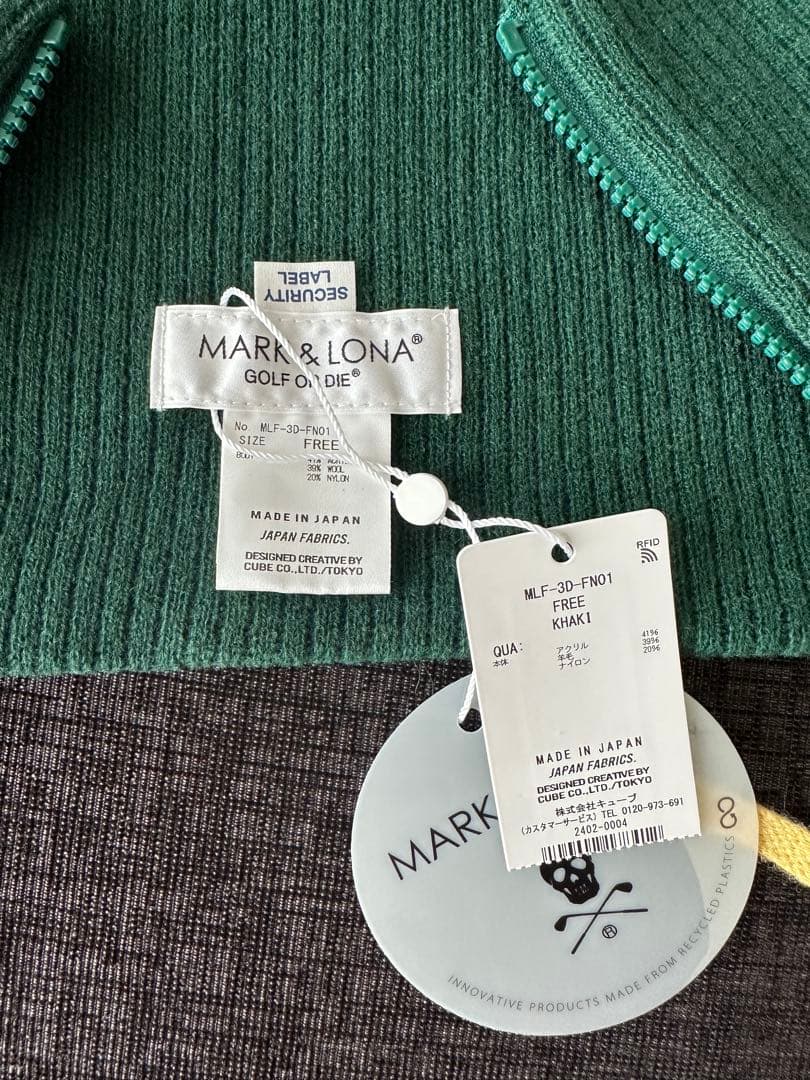 SECURITY
LABEL
MARK & LONA®
GOLF OR DIE®
No. MLF-3D-FN01
SIZE FREE
BODY
39% WOOL
20% NYLON
MADE IN JAPAN
JAPAN FABRICS.
DESIGNED CREATIVE BY
CUBE CO.,LTD./TOKYO
RFID
MLF-3D-FN01
FREE
KHAKI
QUA: アクリル 41%
本体 羊毛 39%
ナイロン 20%
MADE IN JAPAN
JAPAN FABRICS.
DESIGNED CREATIVE BY
CUBE CO.,LTD./TOKYO
株式会社キューブ
(カスタマーサービス) TEL 0120-973-691
2402-0004
MARK
®
INNOVATIVE PRODUCTS MADE FROM RECYCLED PLASTICS